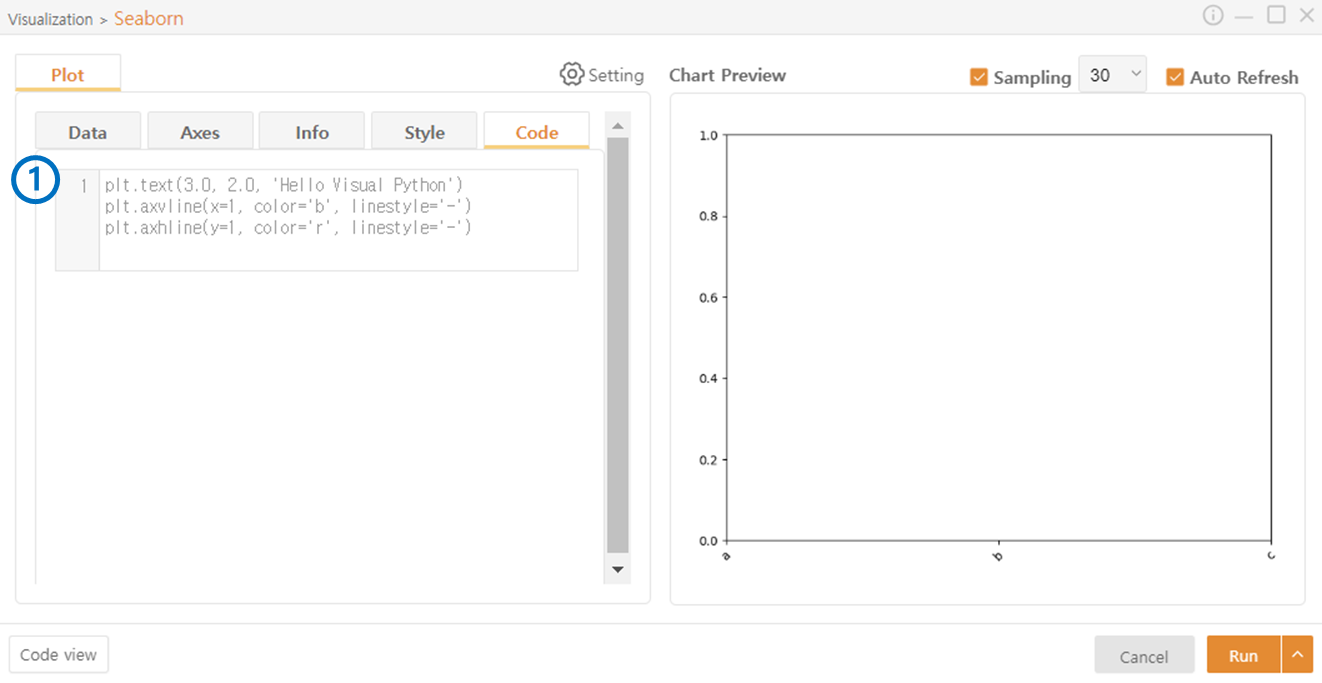 Visualization > Seaborn
Plot
Setting
Chart Preview
Sampling
30
Auto Refresh
Data
Axes
Info
Style
Code
1
1
plt.text(3.0, 2.0, 'Hello Visual Python')
plt.axvline(x=1, color='b', linestyle='-')
plt.axhline(y=1, color='r', linestyle='-')
1.0
0.8
0.6
0.4
0.2
0.0
a
b
c
Code view
Cancel
Run